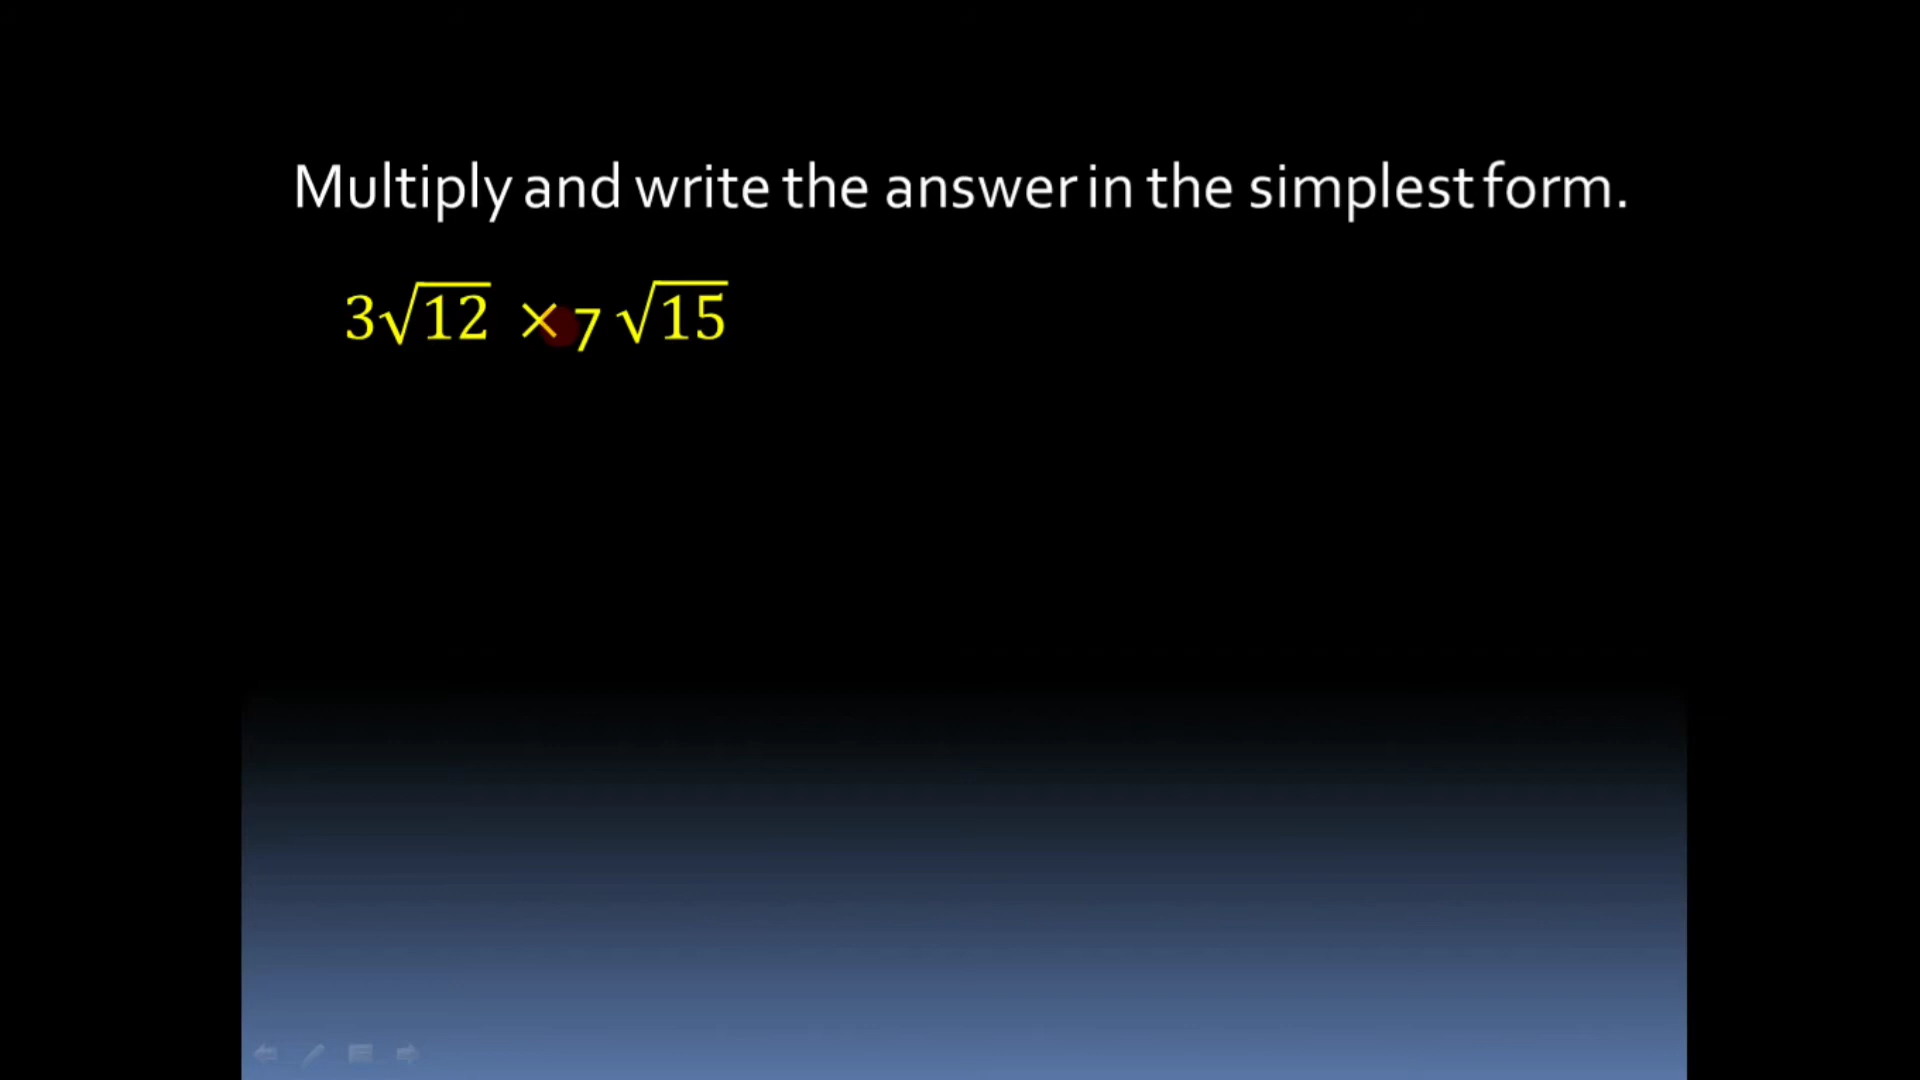 Multiply and write the answer in the simplest form.
3√12 × 7 √15